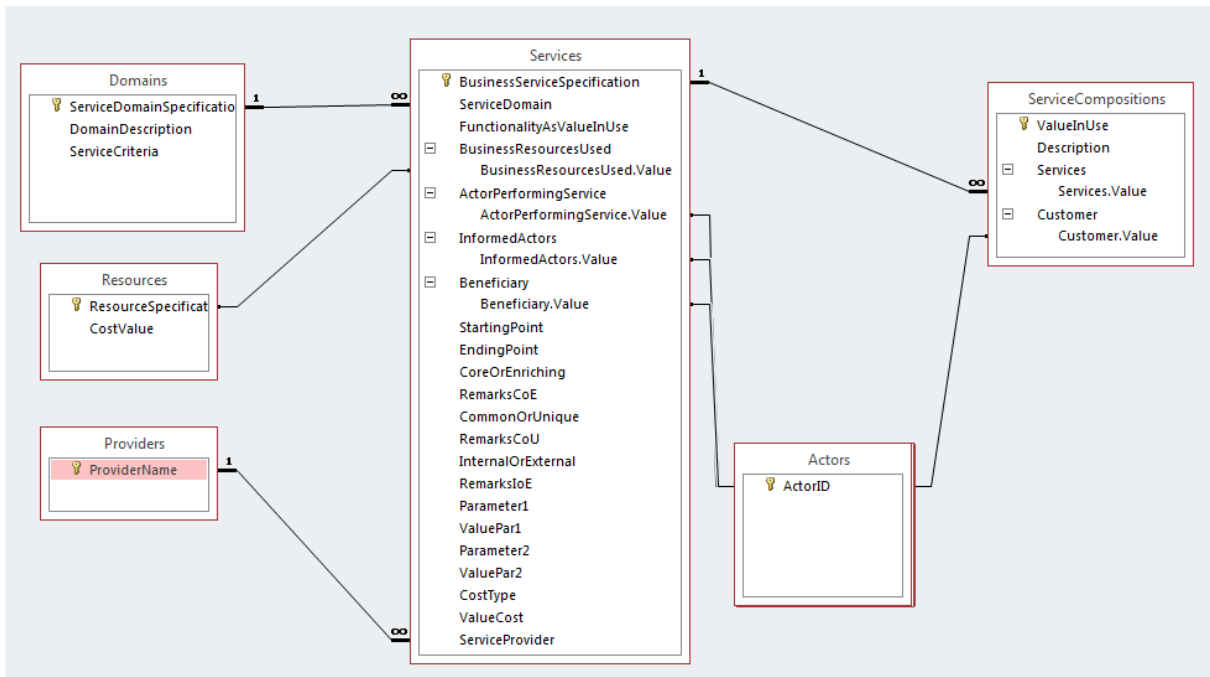 Domains
ServiceDomainSpecificatio
DomainDescription
ServiceCriteria
1
∞
Resources
ResourceSpecificat
CostValue
Providers
ProviderName
1
∞
Services
BusinessServiceSpecification
ServiceDomain
FunctionalityAsValueInUse
BusinessResourcesUsed
BusinessResourcesUsed.Value
ActorPerformingService
ActorPerformingService.Value
InformedActors
InformedActors.Value
Beneficiary
Beneficiary.Value
StartingPoint
EndingPoint
CoreOrEnriching
RemarksCoE
CommonOrUnique
RemarksCoU
InternalOrExternal
RemarksIoE
Parameter1
ValuePar1
Parameter2
ValuePar2
CostType
ValueCost
ServiceProvider
1
∞
ServiceCompositions
ValueInUse
Description
Services
Services.Value
Customer
Customer.Value
Actors
ActorID